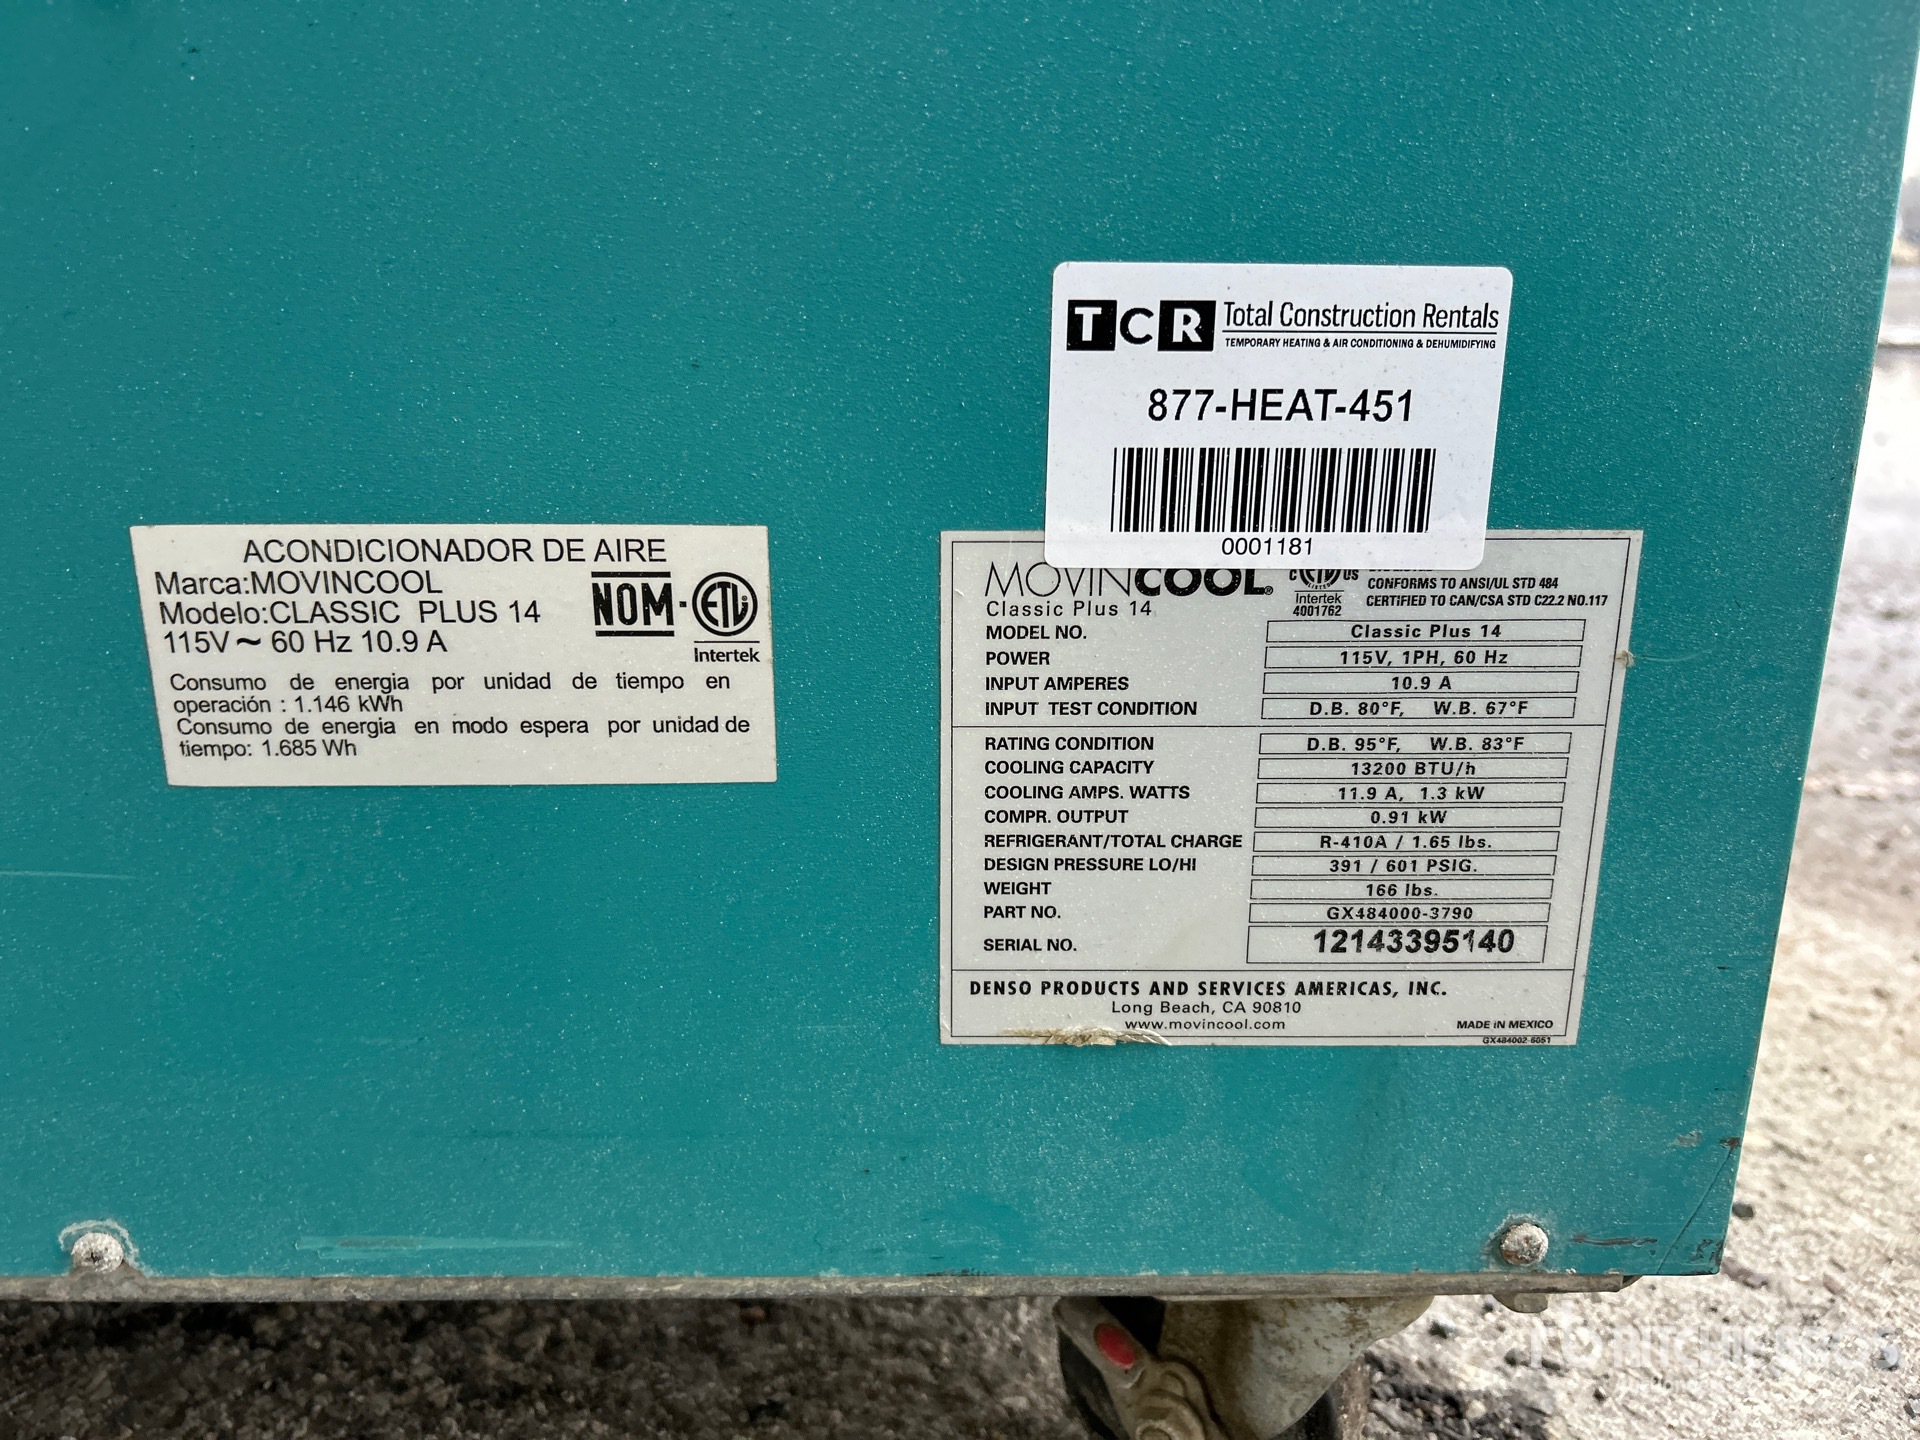 TCR Total Construction Rentals
TEMPORARY HEATING & AIR CONDITIONING & DEHUMIDIFYING
877-HEAT-451
0001181
ACONDICIONADOR DE AIRE
Marca:MOVINCOOL
Modelo:CLASSIC PLUS 14
115V ~ 60 Hz 10.9 A
NOM-ETL
Intertek
Consumo de energia por unidad de tiempo en
operación : 1.146 kWh
Consumo de energia en modo espera por unidad de
tiempo: 1.685 Wh
MOVINCOOL®
Classic Plus 14
C ETL US
LISTED
Intertek
4001762
CONFORMS TO ANSI/UL STD 484
CERTIFIED TO CAN/CSA STD C22.2 NO.117
MODEL NO. Classic Plus 14
POWER 115V, 1PH, 60 Hz
INPUT AMPERES 10.9 A
INPUT TEST CONDITION D.B. 80°F, W.B. 67°F
RATING CONDITION D.B. 95°F, W.B. 83°F
COOLING CAPACITY 13200 BTU/h
COOLING AMPS. WATTS 11.9 A, 1.3 kW
COMPR. OUTPUT 0.91 kW
REFRIGERANT/TOTAL CHARGE R-410A / 1.65 lbs.
DESIGN PRESSURE LO/HI 391 / 601 PSIG.
WEIGHT 166 lbs.
PART NO. GX484000-3790
SERIAL NO. 12143395140
DENSO PRODUCTS AND SERVICES AMERICAS, INC.
Long Beach, CA 90810
www.movincool.com
MADE IN MEXICO
GX484002-6051